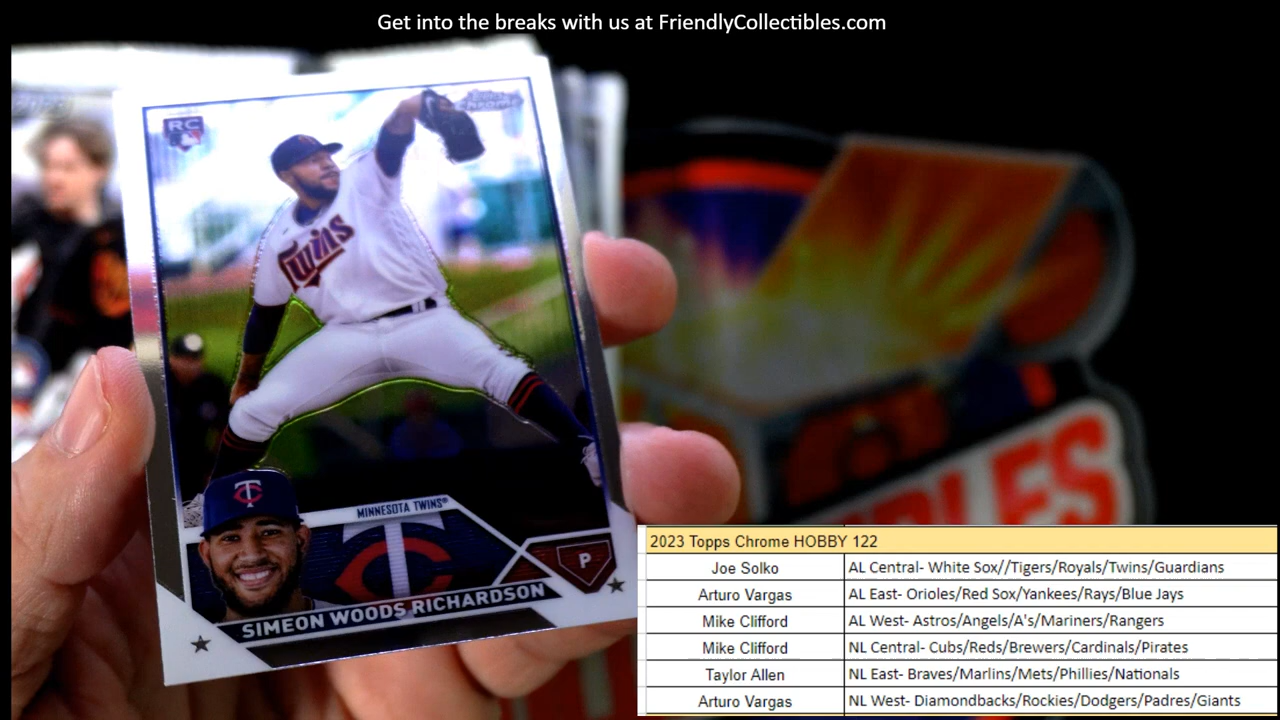 Get into the breaks with us at FriendlyCollectibles.com
RC
Chrome
Twins
MINNESOTA TWINS®
P
SIMEON WOODS RICHARDSON
2023 Topps Chrome HOBBY 122
Joe Solko AL Central- White Sox//Tigers/Royals/Twins/Guardians
Arturo Vargas AL East- Orioles/Red Sox/Yankees/Rays/Blue Jays
Mike Clifford AL West- Astros/Angels/A's/Mariners/Rangers
Mike Clifford NL Central- Cubs/Reds/Brewers/Cardinals/Pirates
Taylor Allen NL East- Braves/Marlins/Mets/Phillies/Nationals
Arturo Vargas NL West- Diamondbacks/Rockies/Dodgers/Padres/Giants